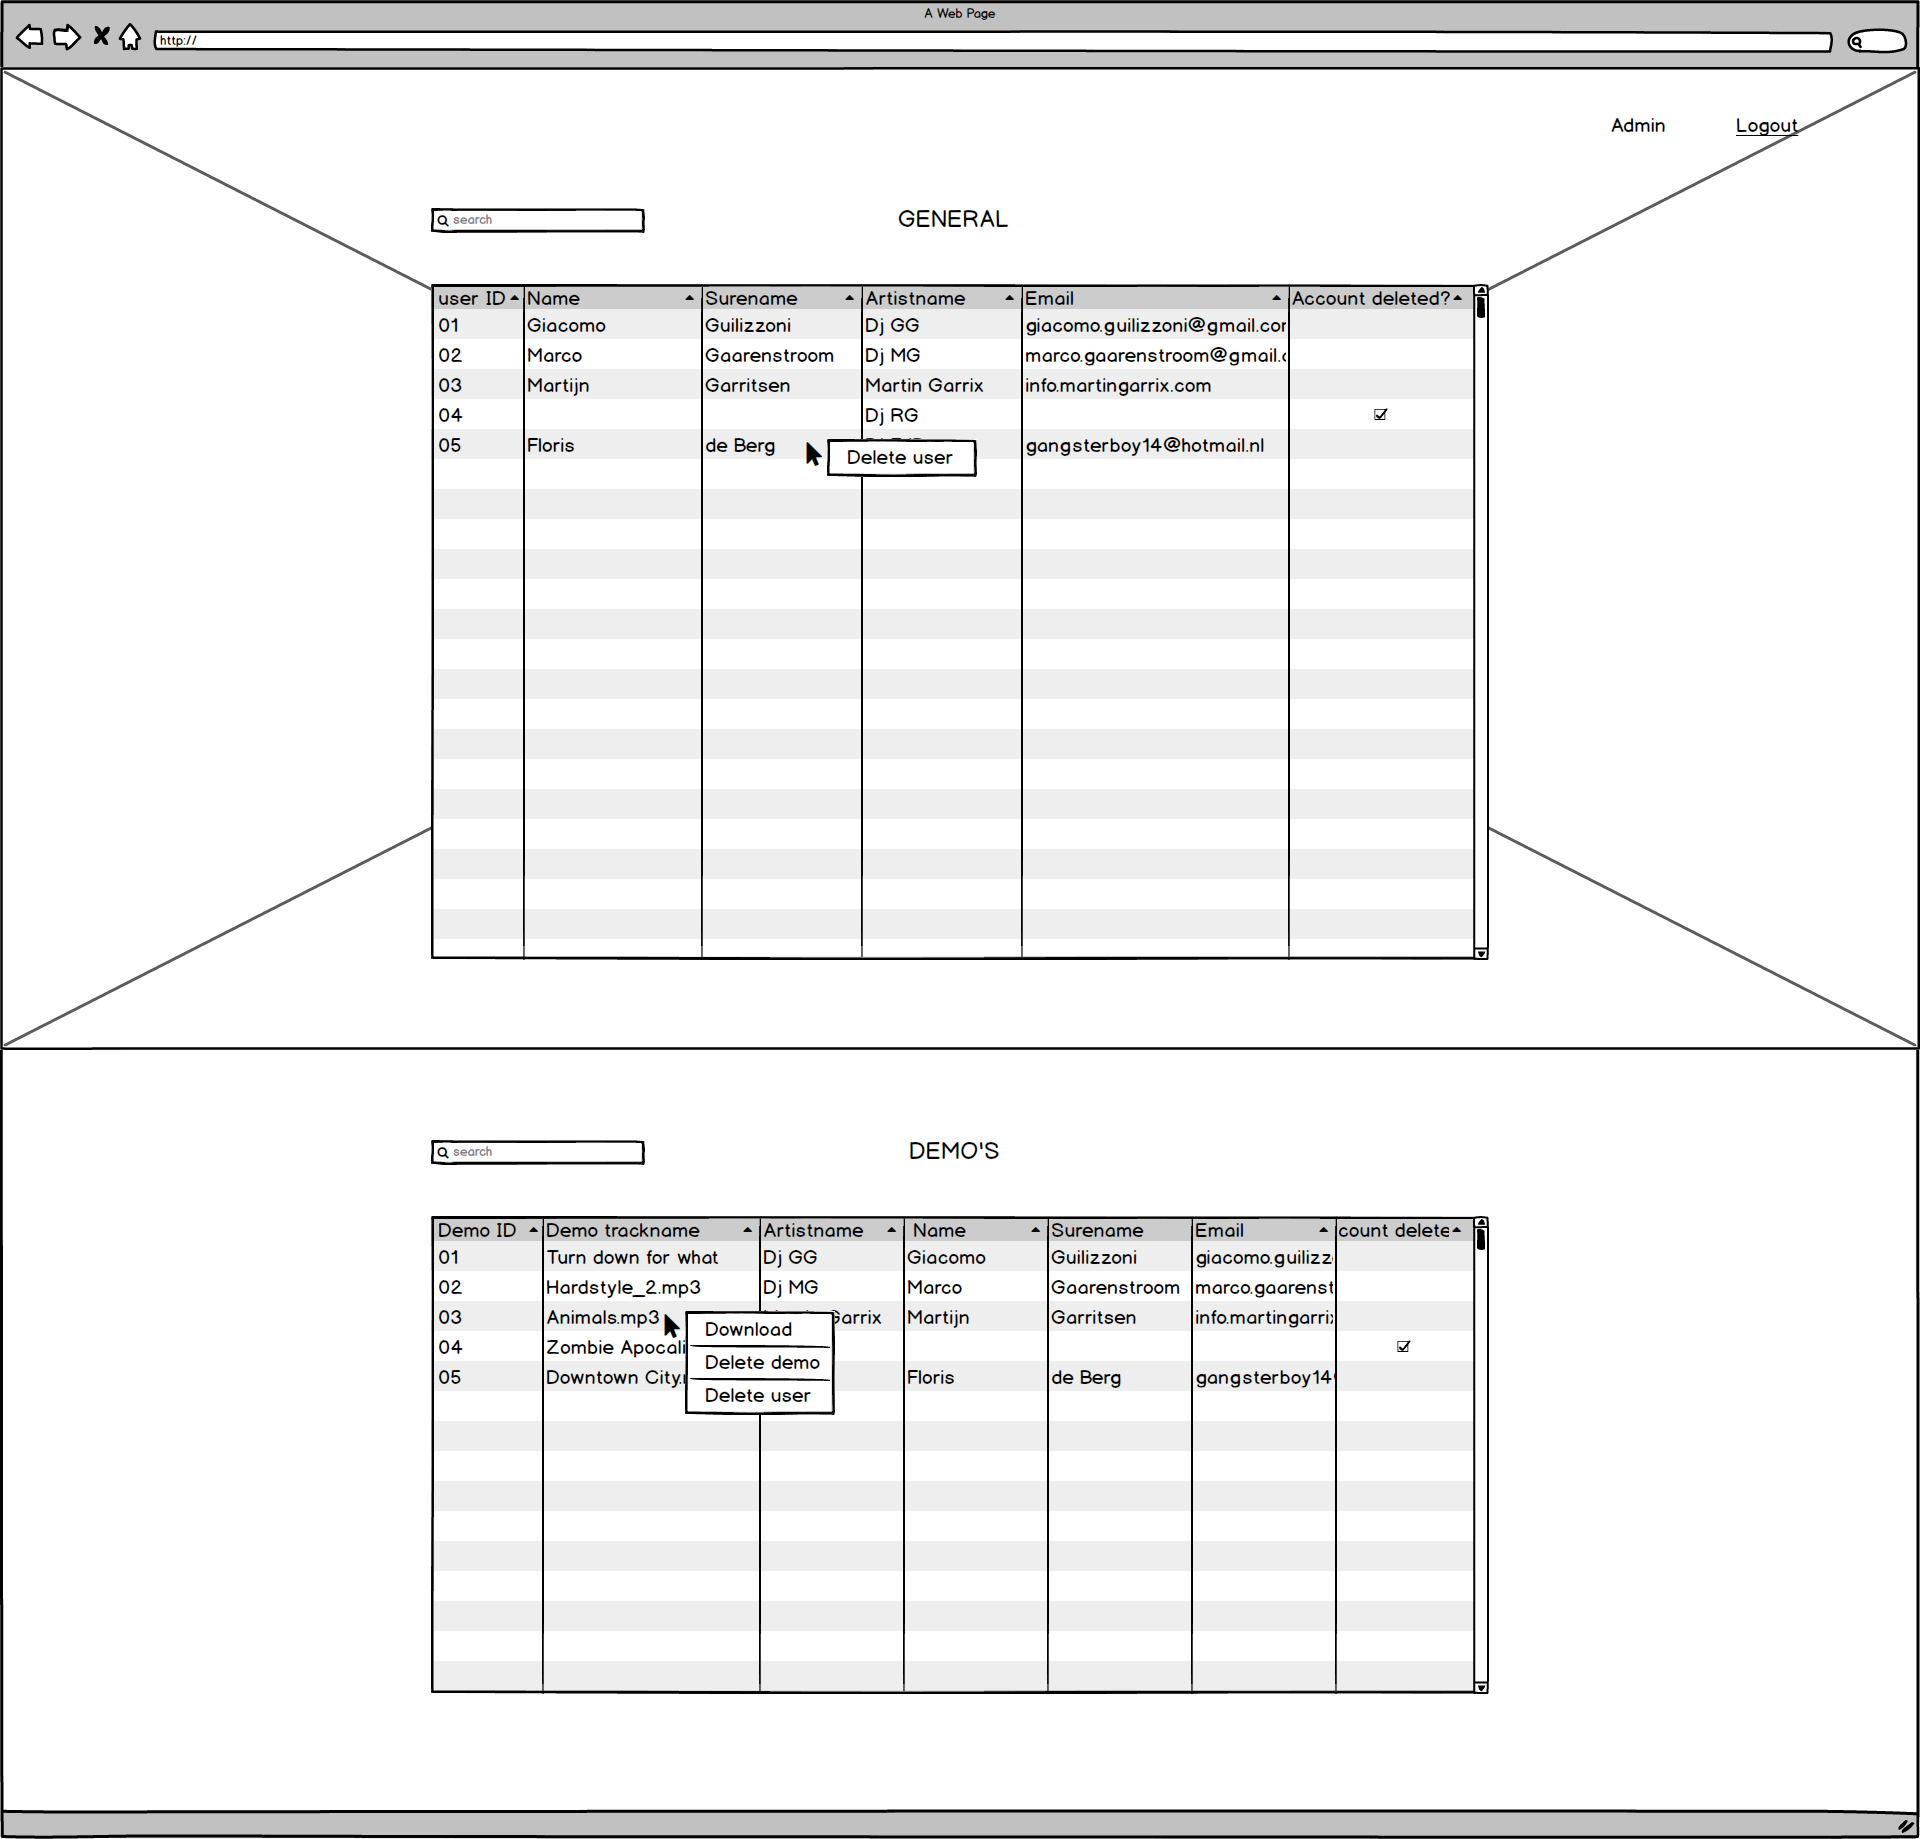 A Web Page
http://
Admin Logout
search GENERAL
user ID Name Surename Artistname Email Account deleted?
01 Giacomo Guilizzoni Dj GG giacomo.guilizzoni@gmail.com
02 Marco Gaarenstroom Dj MG marco.gaarenstroom@gmail.
03 Martijn Garritsen Martin Garrix info.martingarrix.com
04 Dj RG
05 Floris de Berg gangsterboy14@hotmail.nl
Delete user
search DEMO'S
Demo ID Demo trackname Artistname Name Surename Email count delete
01 Turn down for what Dj GG Giacomo Guilizzoni giacomo.guilizz
02 Hardstyle_2.mp3 Dj MG Marco Gaarenstroom marco.gaarenst
03 Animals.mp3 Garrix Martijn Garritsen info.martingarrix
Download
04 Zombie Apocali
Delete demo
05 Downtown City. Floris de Berg gangsterboy14
Delete user